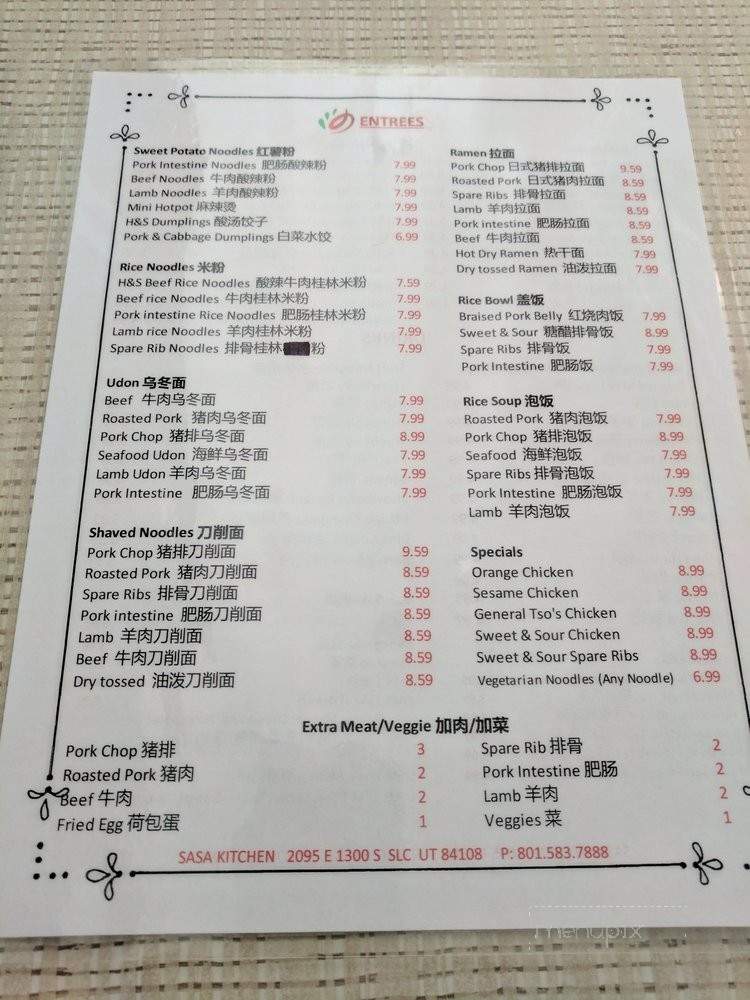 ENTREES
Sweet Potato Noodles 红薯粉
Pork Intestine Noodles 肥肠酸辣粉 7.99
Beef Noodles 牛肉酸辣粉 7.99
Lamb Noodles 羊肉酸辣粉 7.99
Mini Hotpot 麻辣烫 7.99
H&S Dumplings 酸汤饺子 7.99
Pork & Cabbage Dumplings 白菜水饺 6.99
Rice Noodles 米粉
H&S Beef Rice Noodles 酸辣牛肉桂林米粉 7.59
Beef rice Noodles 牛肉桂林米粉 7.99
Pork intestine Rice Noodles 肥肠桂林米粉 7.99
Lamb rice Noodles 羊肉桂林米粉 7.99
Spare Rib Noodles 排骨桂林 粉 7.99
Udon 乌冬面
Beef 牛肉乌冬面 7.99
Roasted Pork 猪肉乌冬面 7.99
Pork Chop 猪排乌冬面 8.99
Seafood Udon 海鲜乌冬面 7.99
Lamb Udon 羊肉乌冬面 7.99
Pork Intestine 肥肠乌冬面 7.99
Shaved Noodles 刀削面
Pork Chop 猪排刀削面 9.59
Roasted Pork 猪肉刀削面 8.59
Spare Ribs 排骨刀削面 8.59
Pork intestine 肥肠刀削面 8.59
Lamb 羊肉刀削面 8.59
Beef 牛肉刀削面 8.59
Dry tossed 油泼刀削面 8.59
Ramen 拉面
Pork Chop 日式猪排拉面 9.59
Roasted Pork 日式猪肉拉面 8.59
Spare Ribs 排骨拉面 8.59
Lamb 羊肉拉面 8.59
Pork intestine 肥肠拉面 8.59
Beef 牛肉拉面 8.59
Hot Dry Ramen 热干面 7.99
Dry tossed Ramen 油泼拉面 7.99
Rice Bowl 盖饭
Braised Pork Belly 红烧肉饭 7.99
Sweet & Sour 糖醋排骨饭 8.99
Spare Ribs 排骨饭 7.99
Pork Intestine 肥肠饭 7.99
Rice Soup 泡饭
Roasted Pork 猪肉泡饭 7.99
Pork Chop 猪排泡饭 8.99
Seafood 海鲜泡饭 7.99
Spare Ribs 排骨泡饭 7.99
Pork Intestine 肥肠泡饭 7.99
Lamb 羊肉泡饭 7.99
Specials
Orange Chicken 8.99
Sesame Chicken 8.99
General Tso's Chicken 8.99
Sweet & Sour Chicken 8.99
Sweet & Sour Spare Ribs 8.99
Vegetarian Noodles (Any Noodle) 6.99
Extra Meat/Veggie 加肉/加菜
Pork Chop 猪排 3
Roasted Pork 猪肉 2
Beef 牛肉 2
Fried Egg 荷包蛋 1
Spare Rib 排骨 2
Pork Intestine 肥肠 2
Lamb 羊肉 2
Veggies 菜 1
SASA KITCHEN 2095 E 1300 S SLC UT 84108 P: 801.583.7888
menupix